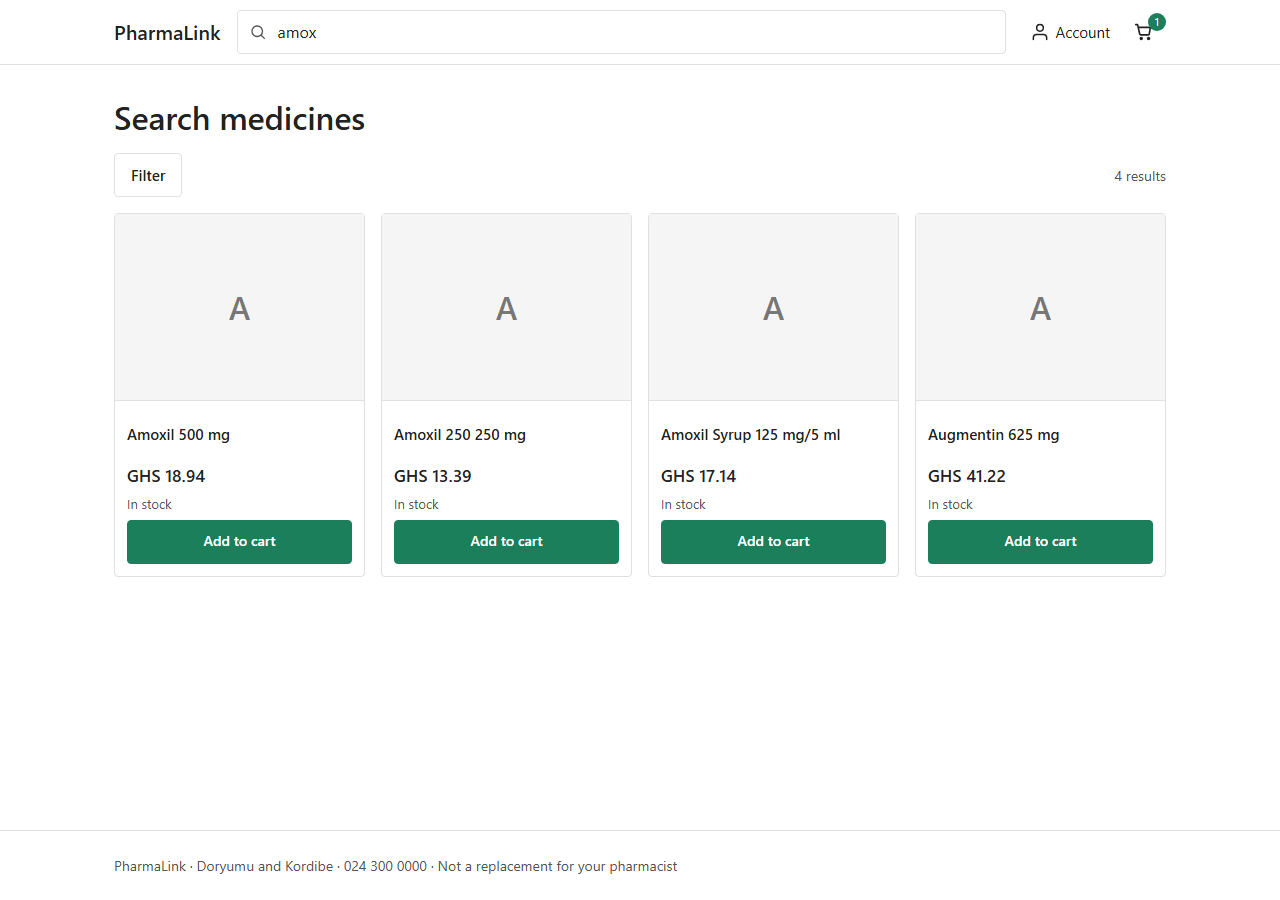 PharmaLink amox Account 1
Search medicines
Filter 4 results
A A A A
Amoxil 500 mg Amoxil 250 250 mg Amoxil Syrup 125 mg/5 ml Augmentin 625 mg
GHS 18.94 GHS 13.39 GHS 17.14 GHS 41.22
In stock In stock In stock In stock
Add to cart Add to cart Add to cart Add to cart
PharmaLink · Doryumu and Kordibe · 024 300 0000 · Not a replacement for your pharmacist